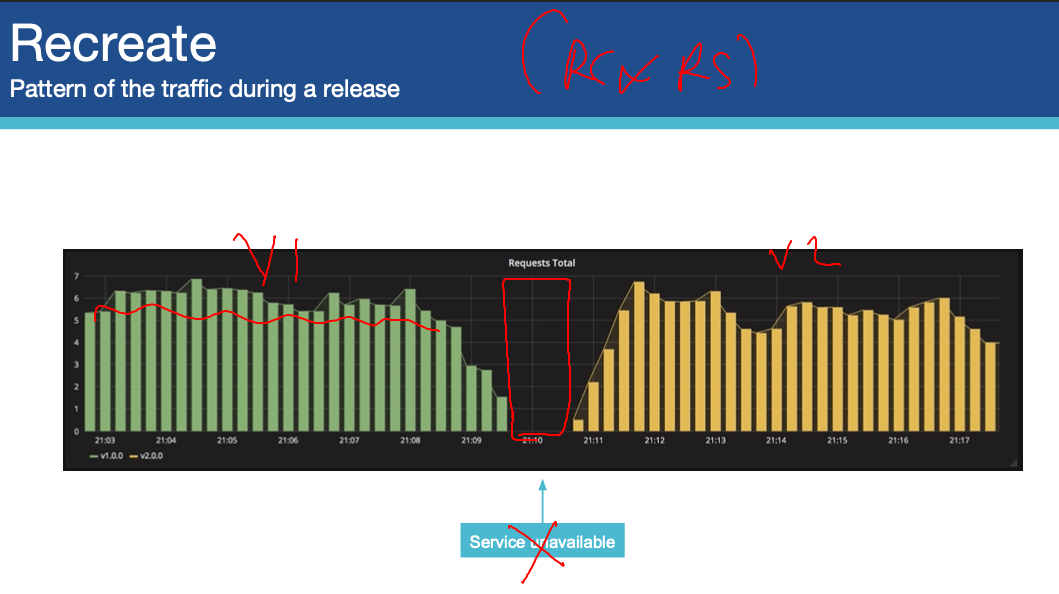 Recreate
Pattern of the traffic during a release
V1
V2
Requests Total
7
6
5
4
3
2
1
0
21:03 21:04 21:05 21:06 21:07 21:08 21:09 21:10 21:11 21:12 21:13 21:14 21:15 21:16 21:17
v1.0.0 v2.0.0
Service unavailable